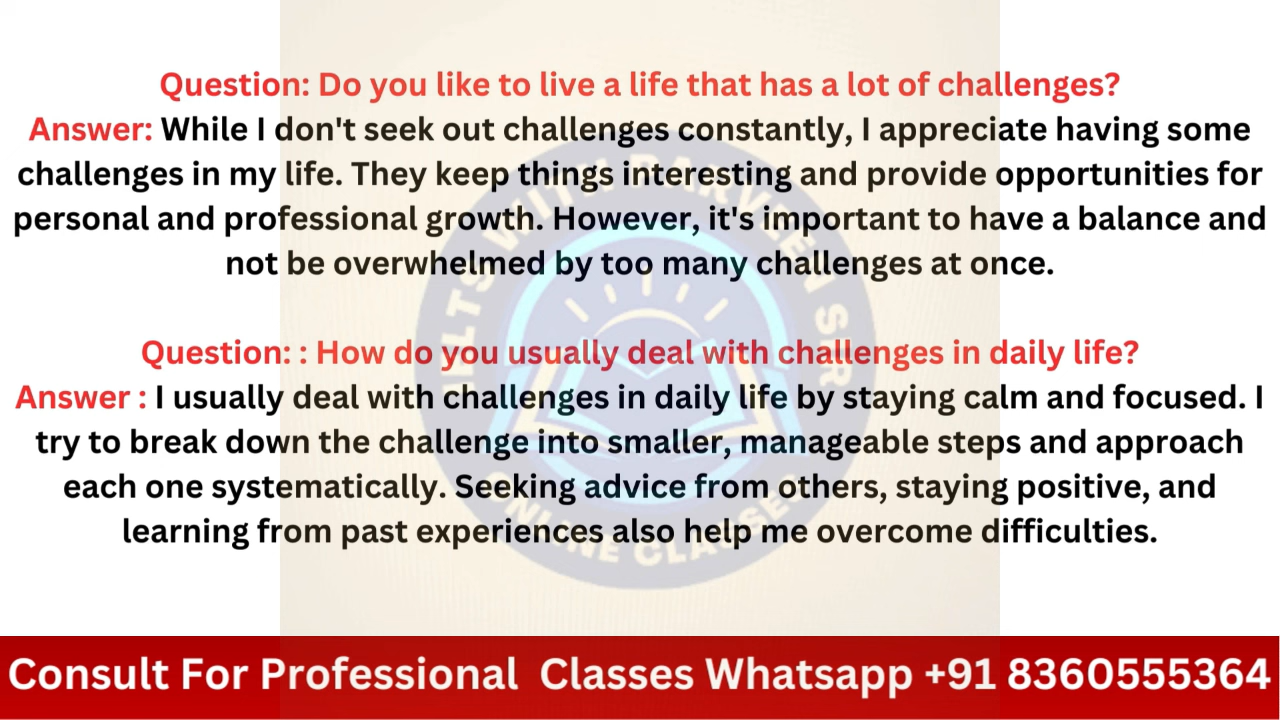 Question: Do you like to live a life that has a lot of challenges?
Answer: While I don't seek out challenges constantly, I appreciate having some
challenges in my life. They keep things interesting and provide opportunities for
personal and professional growth. However, it's important to have a balance and
not be overwhelmed by too many challenges at once.
Question: : How do you usually deal with challenges in daily life?
Answer : I usually deal with challenges in daily life by staying calm and focused. I
try to break down the challenge into smaller, manageable steps and approach
each one systematically. Seeking advice from others, staying positive, and
learning from past experiences also help me overcome difficulties.
IELTS WITH PARVEEN SIR
ONLINE CLASSES
Consult For Professional Classes Whatsapp +91 8360555364